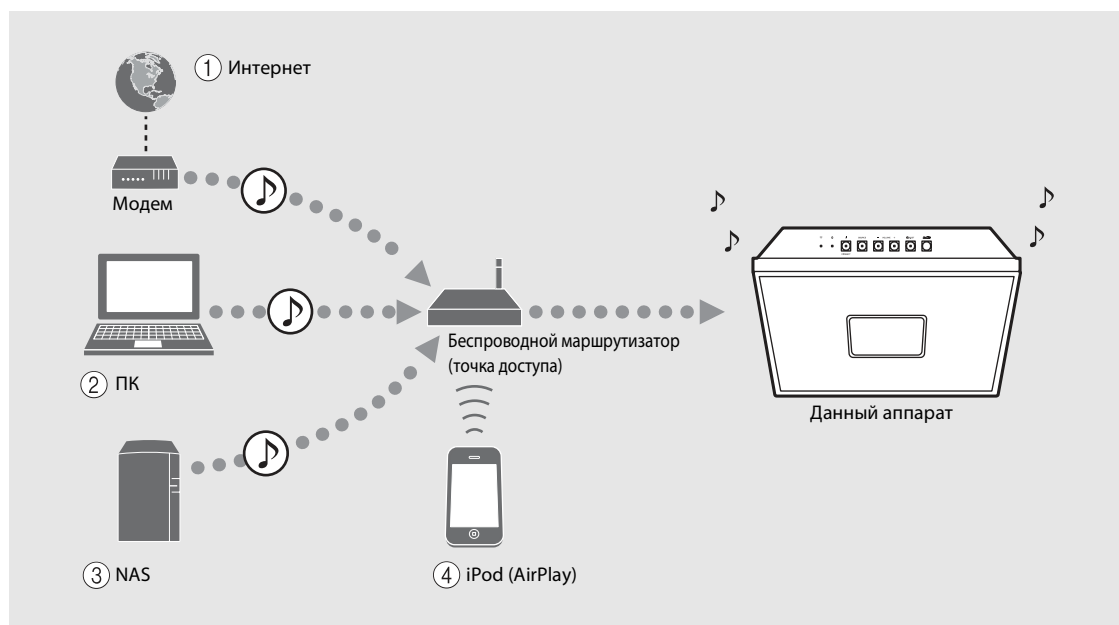 ① Интернет
Модем
② ПК
③ NAS
Беспроводной маршрутизатор
(точка доступа)
④ iPod (AirPlay)
Данный аппарат